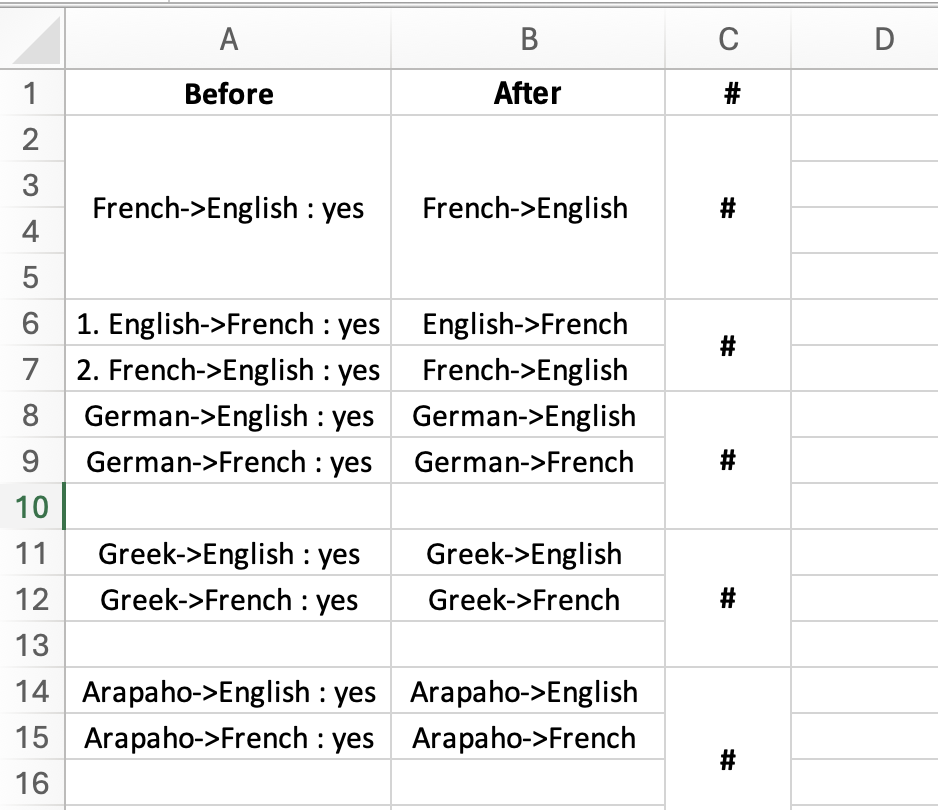 A B C D
1 Before After #
2
3
French->English : yes French->English #
4
5
6 1. English->French : yes English->French
#
7 2. French->English : yes French->English
8 German->English : yes German->English
9 German->French : yes German->French #
10
11 Greek->English : yes Greek->English
12 Greek->French : yes Greek->French #
13
14 Arapaho->English : yes Arapaho->English
15 Arapaho->French : yes Arapaho->French
#
16